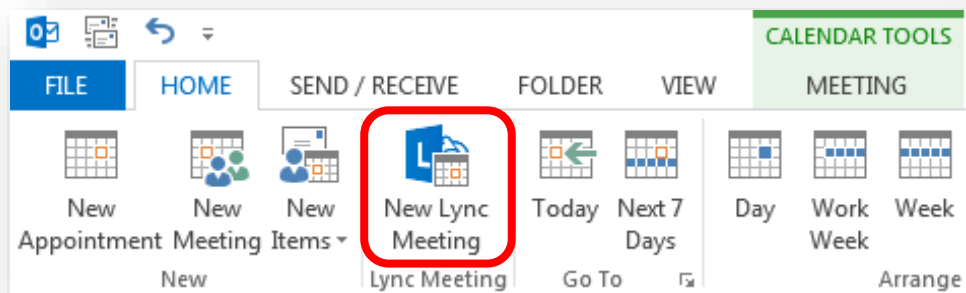 CALENDAR TOOLS
FILE HOME SEND / RECEIVE FOLDER VIEW MEETING
New New New New Lync Today Next 7 Day Work Week
Appointment Meeting Items Meeting Days Week
New Lync Meeting Go To Arrange